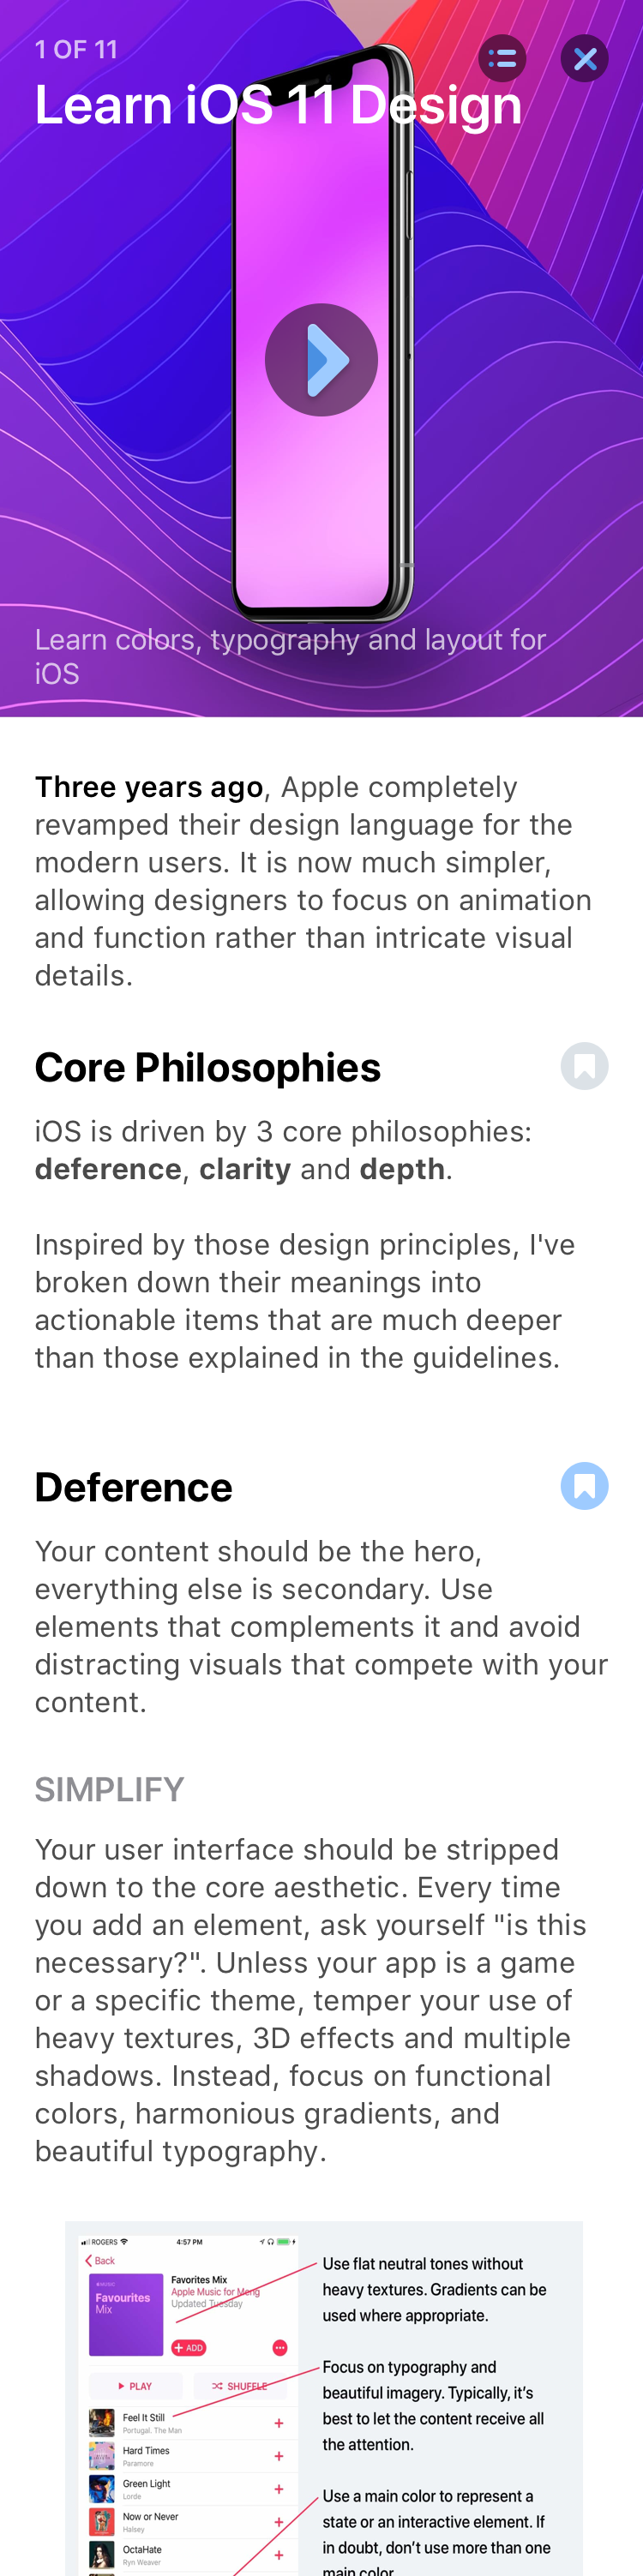 1 OF 11
Learn iOS 11 Design
Learn colors, typography and layout for
iOS
Three years ago, Apple completely
revamped their design language for the
modern users. It is now much simpler,
allowing designers to focus on animation
and function rather than intricate visual
details.
Core Philosophies
iOS is driven by 3 core philosophies:
deference, clarity and depth.
Inspired by those design principles, I've
broken down their meanings into
actionable items that are much deeper
than those explained in the guidelines.
Deference
Your content should be the hero,
everything else is secondary. Use
elements that complements it and avoid
distracting visuals that compete with your
content.
SIMPLIFY
Your user interface should be stripped
down to the core aesthetic. Every time
you add an element, ask yourself "is this
necessary?". Unless your app is a game
or a specific theme, temper your use of
heavy textures, 3D effects and multiple
shadows. Instead, focus on functional
colors, harmonious gradients, and
beautiful typography.
ROGERS 4:57 PM
Back
Favourites
Mix
Favorites Mix
Apple Music for Meng
Updated Tuesday
+ ADD
PLAY
SHUFFLE
Feel It Still
Portugal. The Man
Hard Times
Paramore
Green Light
Lorde
Now or Never
Halsey
OctaHate
Ryn Weaver
Use flat neutral tones without
heavy textures. Gradients can be
used where appropriate.
Focus on typography and
beautiful imagery. Typically, it's
best to let the content receive all
the attention.
Use a main color to represent a
state or an interactive element. If
in doubt, don't use more than one
main color